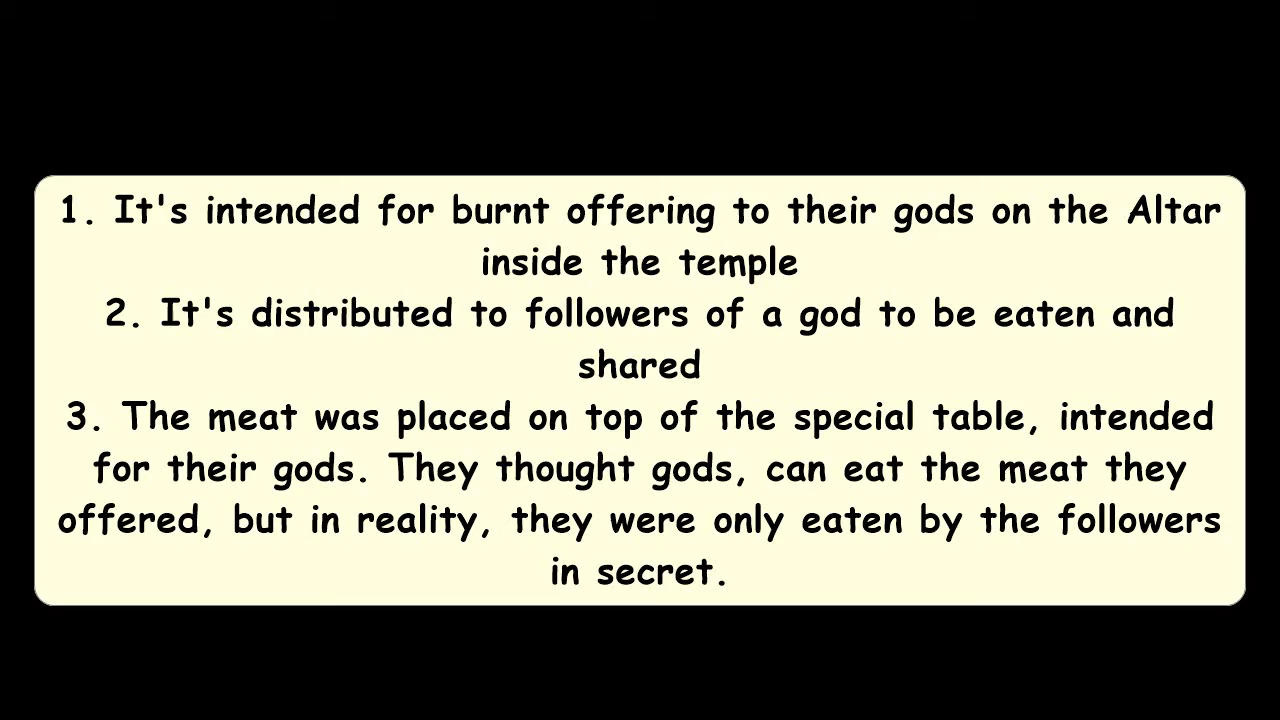 1. It's intended for burnt offering to their gods on the Altar
inside the temple
2. It's distributed to followers of a god to be eaten and
shared
3. The meat was placed on top of the special table, intended
for their gods. They thought gods, can eat the meat they
offered, but in reality, they were only eaten by the followers
in secret.